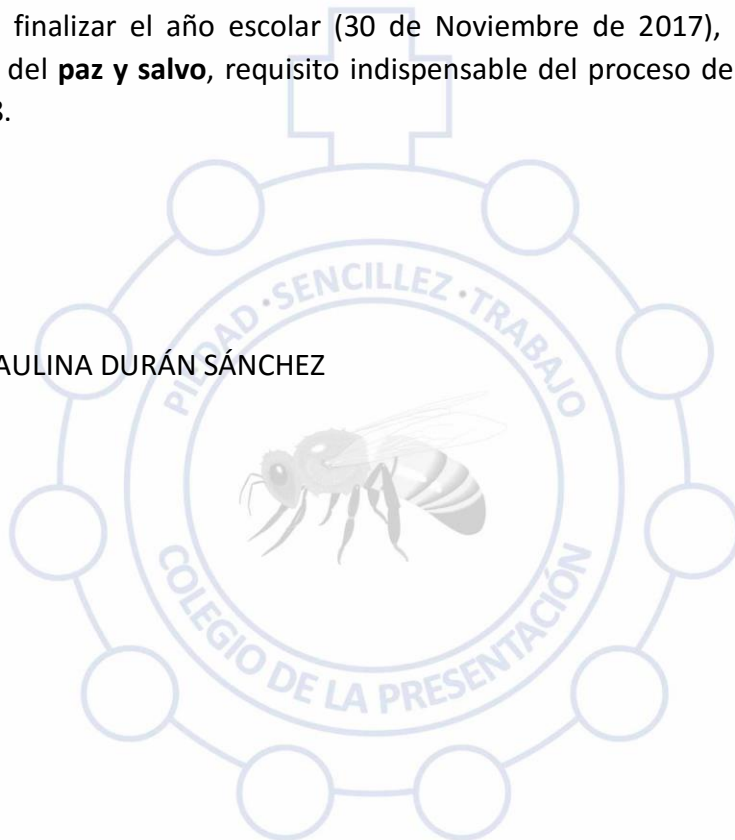 finalizar el año escolar (30 de Noviembre de 2017),
del paz y salvo, requisito indispensable del proceso de
.
AULINA DURÁN SÁNCHEZ
PIEDAD · SENCILLEZ · TRABAJO
COLEGIO DE LA PRESENTACIÓN